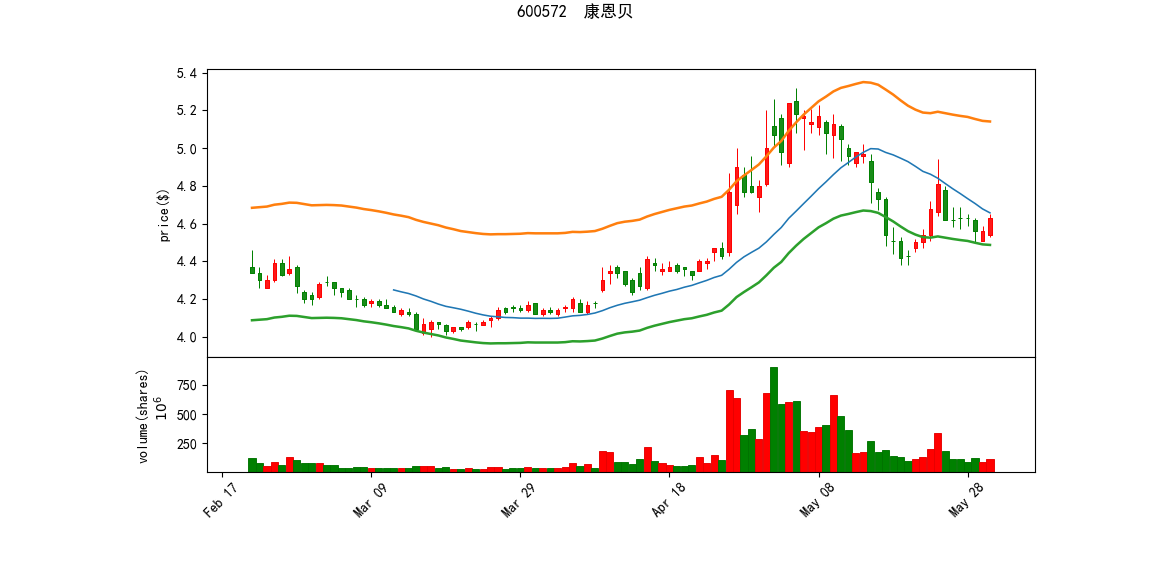 600572 康恩贝
price($)
5.4
5.2
5.0
4.8
4.6
4.4
4.2
4.0
volume(shares)
10^6
750
500
250
Feb 17
Mar 09
Mar 29
Apr 18
May 08
May 28